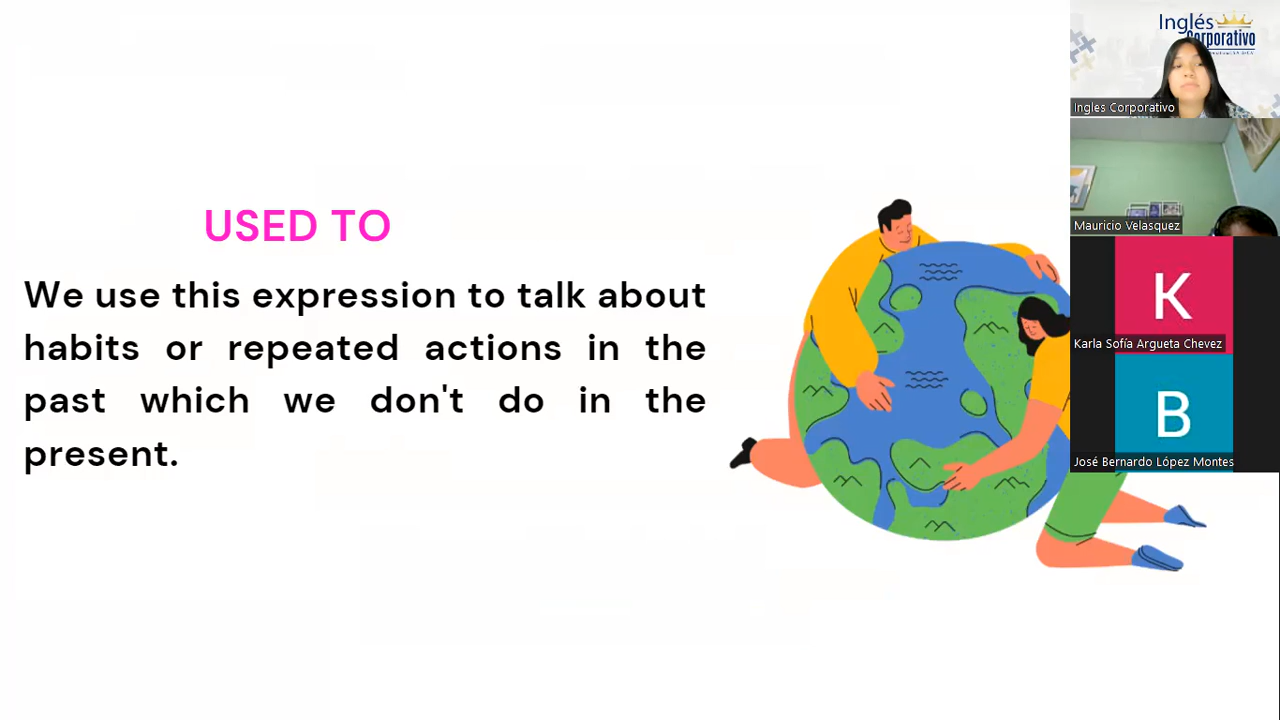 USED TO
We use this expression to talk about
habits or repeated actions in the
past which we don't do in the
present.
Inglés
Corporativo
Ingles Corporativo
Mauricio Velasquez
K
Karla Sofía Argueta Chevez
B
José Bernardo López Montes